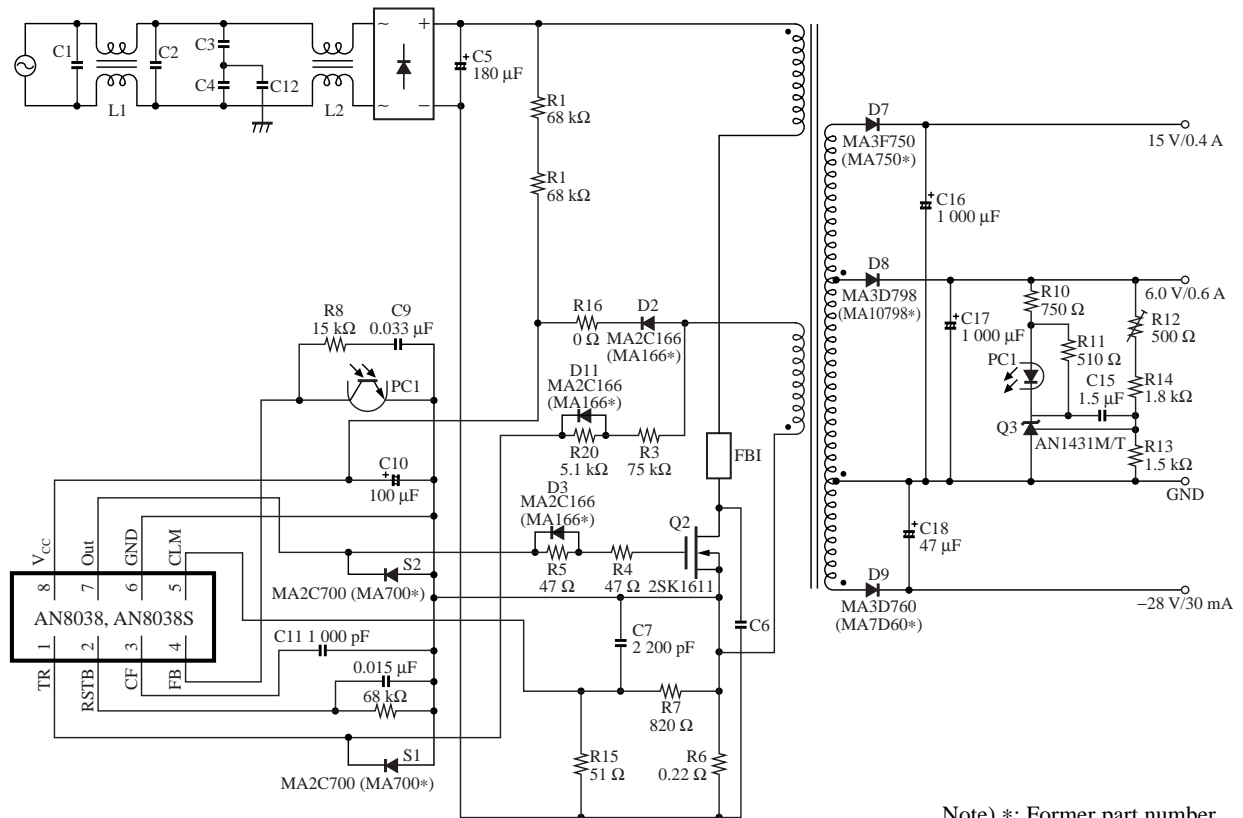 C1
L1
C2
C3
C4
C12
L2
~
~
+
−
+
C5
180 µF
R1
68 kΩ
R1
68 kΩ
D7
MA3F750
(MA750*)
15 V/0.4 A
+
C16
1 000 µF
D8
MA3D798
(MA10798*)
6.0 V/0.6 A
+
C17
1 000 µF
R10
750 Ω
R11
510 Ω
R12
500 Ω
PC1
C15
1.5 µF
R14
1.8 kΩ
Q3
AN1431M/T
R13
1.5 kΩ
GND
+
C18
47 µF
D9
MA3D760
(MA7D60*)
−28 V/30 mA
R8
15 kΩ
C9
0.033 µF
R16
0 Ω
D2
MA2C166
(MA166*)
PC1
D11
MA2C166
(MA166*)
R20
5.1 kΩ
R3
75 kΩ
FBI
+
C10
100 µF
D3
MA2C166
(MA166*)
R5
47 Ω
R4
47 Ω
Q2
2SK1611
S2
MA2C700 (MA700*)
VCC
Out
GND
CLM
8
7
6
5
AN8038, AN8038S
1
2
3
4
TR
RSTB
CF
FB
C11 1 000 pF
0.015 µF
68 kΩ
S1
MA2C700 (MA700*)
C7
2 200 pF
C6
R7
820 Ω
R15
51 Ω
R6
0.22 Ω
Note) *: Former part number